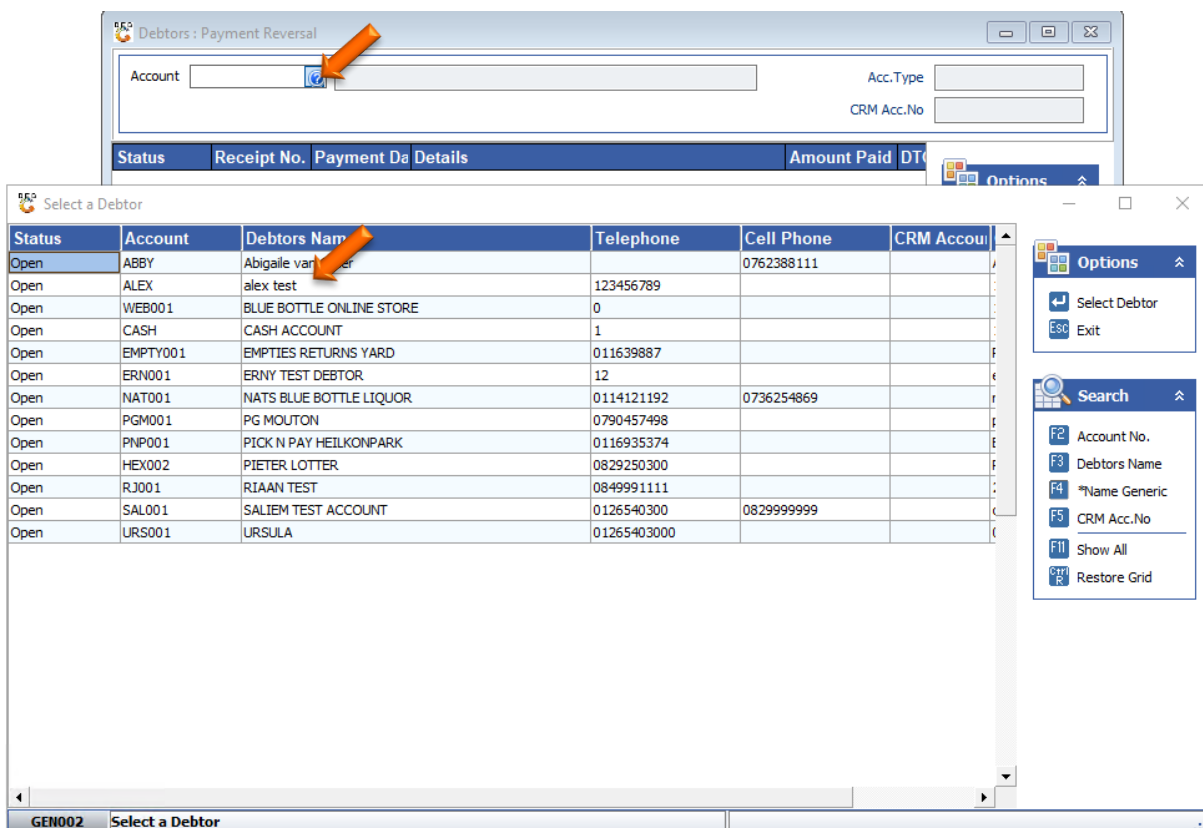 Debtors : Payment Reversal
Account
Acc.Type
CRM Acc.No
Status Receipt No. Payment Da Details Amount Paid
Options
Select a Debtor
Status Account Debtors Nam Telephone Cell Phone CRM Accou
Open ABBY Abigaile van 0762388111
Open ALEX alex test 123456789
Open WEB001 BLUE BOTTLE ONLINE STORE 0
Open CASH CASH ACCOUNT 1
Open EMPTY001 EMPTIES RETURNS YARD 011639887
Open ERN001 ERNY TEST DEBTOR 12
Open NAT001 NATS BLUE BOTTLE LIQUOR 0114121192 0736254869
Open PGM001 PG MOUTON 0790457498
Open PNP001 PICK N PAY HEILKONPARK 0116935374
Open HEX002 PIETER LOTTER 0829250300
Open RJ001 RIAAN TEST 0849991111
Open SAL001 SALIEM TEST ACCOUNT 0126540300 0829999999
Open URS001 URSULA 01265403000
Options
Select Debtor
Esc Exit
Search
F2 Account No.
F3 Debtors Name
F4 *Name Generic
F5 CRM Acc.No
F11 Show All
Ctrl R Restore Grid
GEN002 Select a Debtor